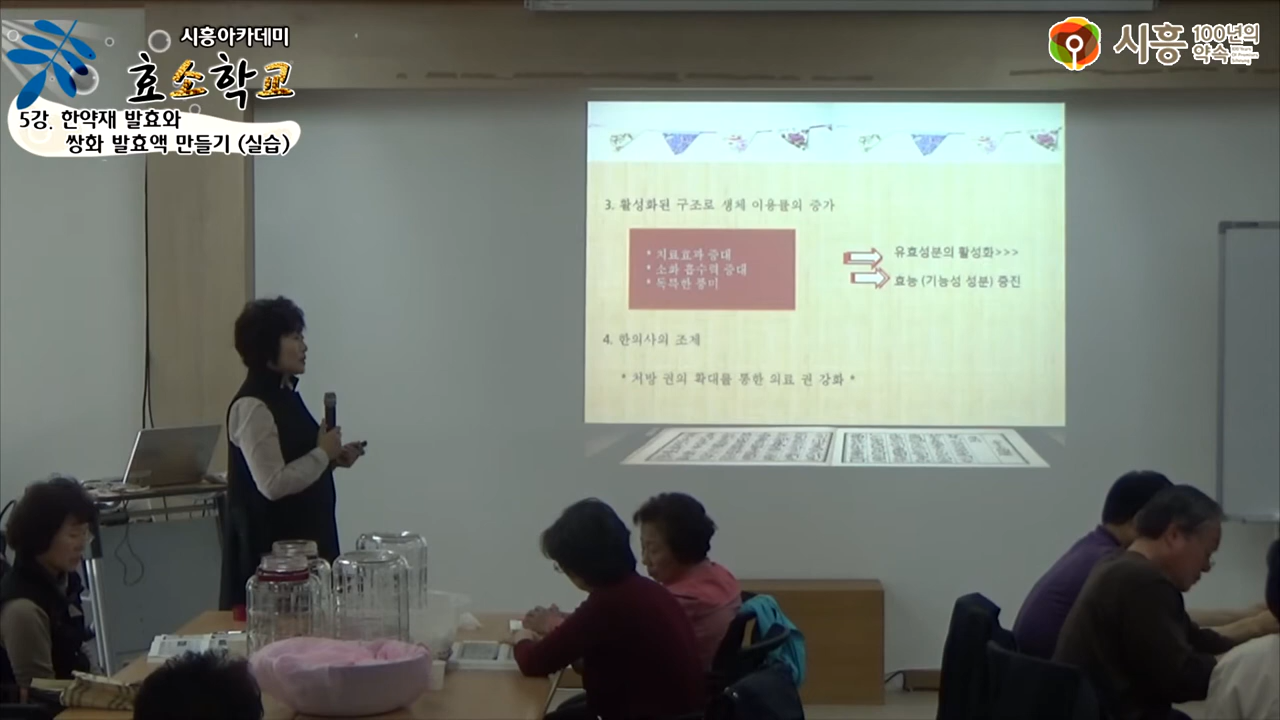 시흥아카데미
효소학교
5강. 한약재 발효와
쌍화 발효액 만들기 (실습)
시흥 100년의
약속
3. 활성화된 구조로 생체 이용률의 증가
* 치료효과 증대
* 소화 흡수력 증대
* 독특한 풍미
유효성분의 활성화>>>
효능 (기능성 성분) 증진
4. 한의사의 조제
* 처방 권의 확대를 통한 의료 권 강화 *